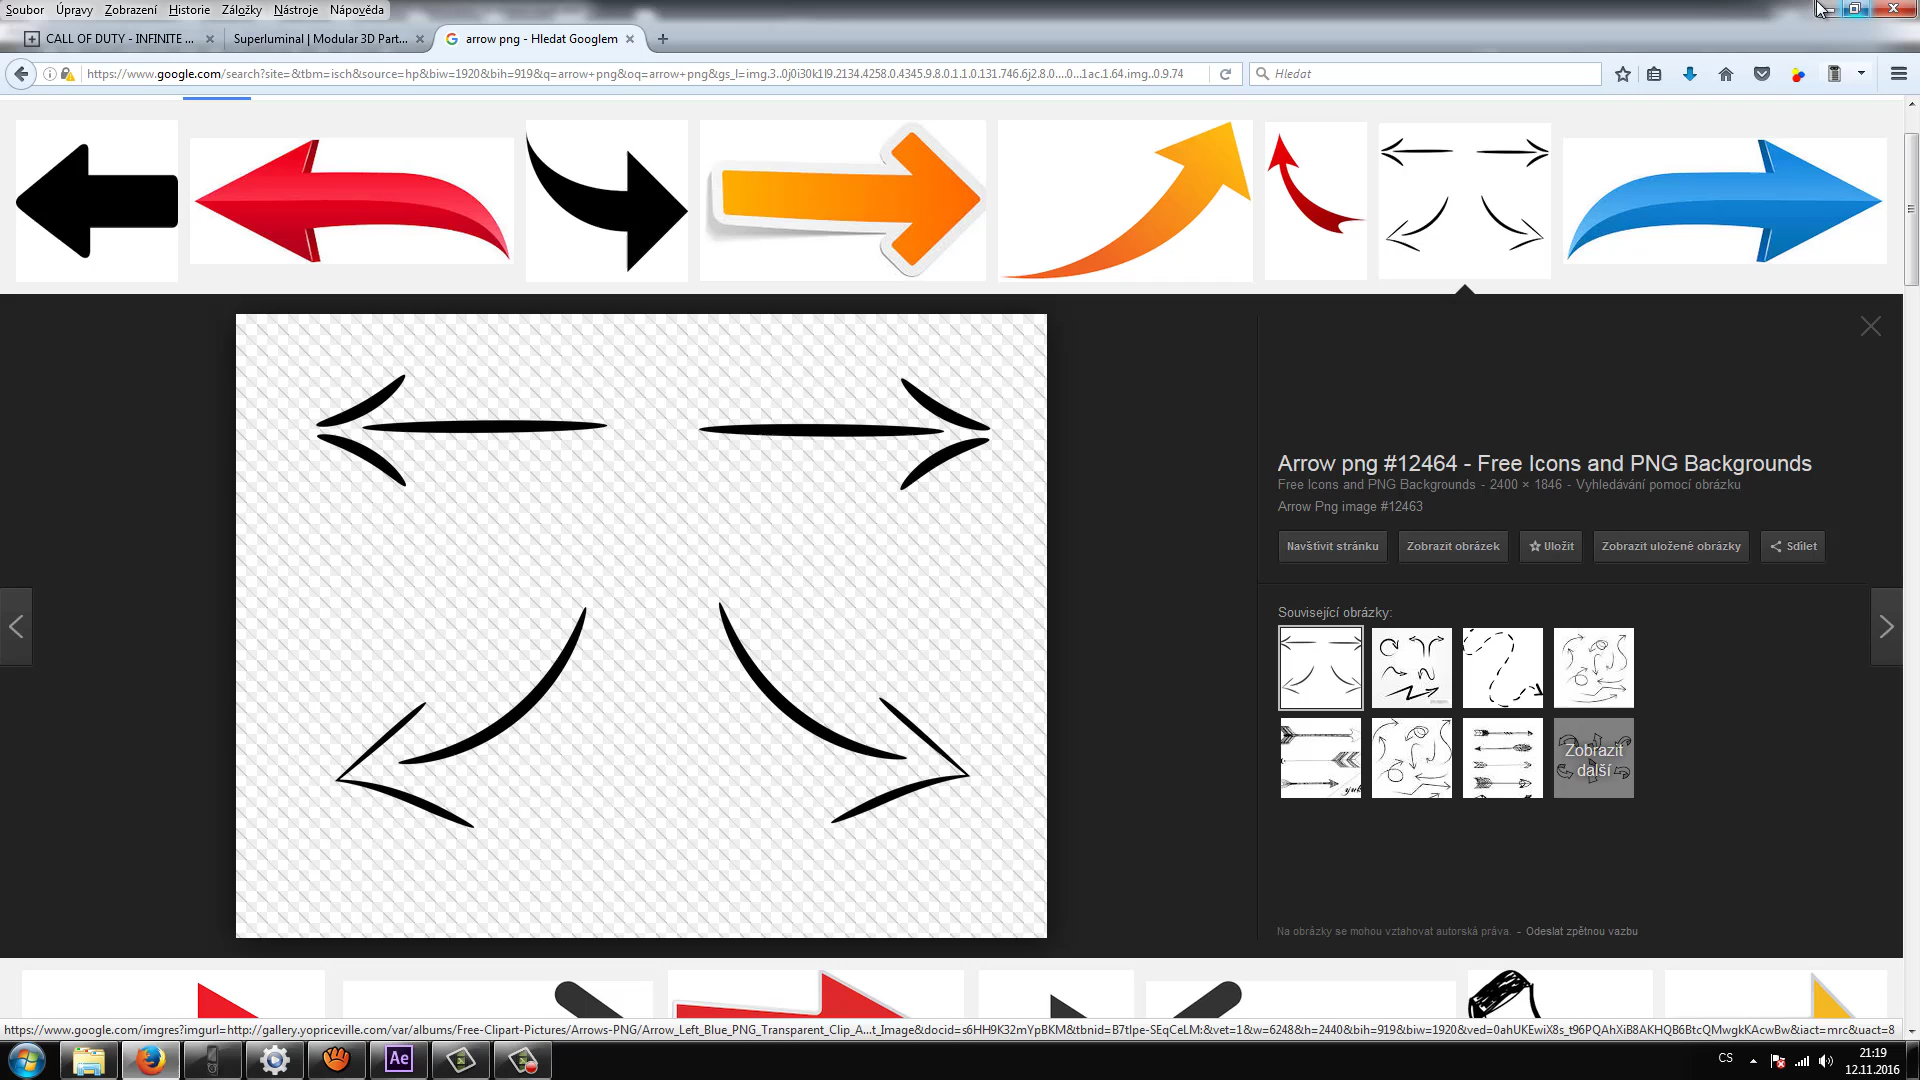 Soubor Úpravy Zobrazení Historie Záložky Nástroje Nápověda
CALL OF DUTY - INFINITE ... Superluminal | Modular 3D Part... arrow png - Hledat Googlem
https://www.google.com/search?site=&tbm=isch&source=hp&biw=1920&bih=919&q=arrow+png&oq=arrow+png&gs_l=img.3..0j0i30k1l9.2134.4258.0.4345.9.8.0.1.1.0.131.746.6j2.8.0....0...1ac.1.64.img..0.9.74 Hledat
Arrow png #12464 - Free Icons and PNG Backgrounds
Free Icons and PNG Backgrounds - 2400 × 1846 - Vyhledávání pomocí obrázku
Arrow Png image #12463
Navštívit stránku Zobrazit obrázek Uložit Zobrazit uložené obrázky Sdílet
Související obrázky:
Zobrazit
další
Na obrázky se mohou vztahovat autorská práva. - Odeslat zpětnou vazbu
https://www.google.com/imgres?imgurl=http://gallery.yopriceville.com/var/albums/Free-Clipart-Pictures/Arrows-PNG/Arrow_Left_Blue_PNG_Transparent_Clip_A...t_Image&docid=s6HH9K32mYpBKM&tbnid=B7tlpe-SEqCeLM:&vet=1&w=6248&h=2440&bih=919&biw=1920&ved=0ahUKEwiX8s_t96PQAhXiB8AKHQB6BtcQMwgkKAcwBw&iact=mrc&uact=8
Ae
CS
21:19
12.11.2016